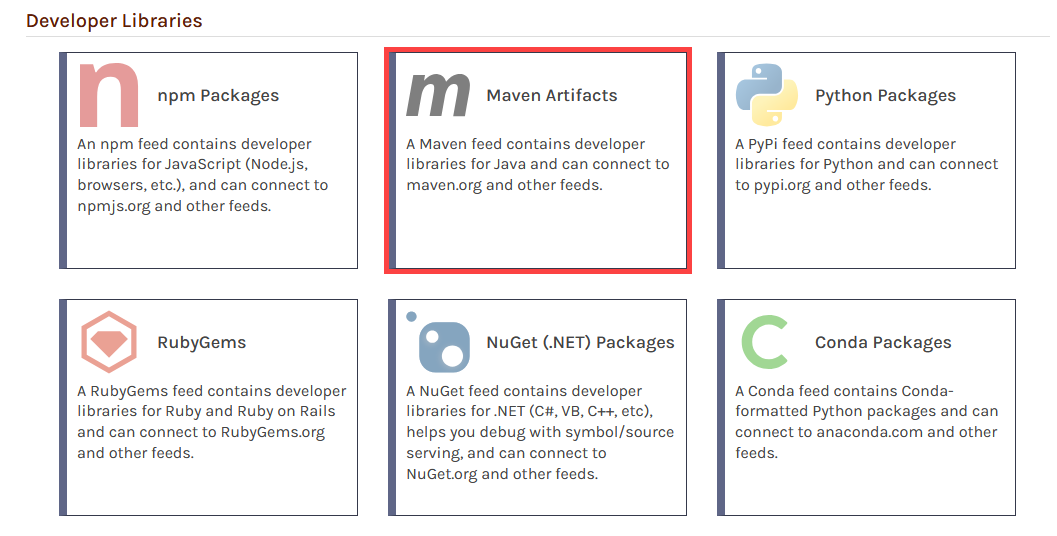 Developer Libraries
npm Packages
An npm feed contains developer
libraries for JavaScript (Node.js,
browsers, etc.), and can connect to
npmjs.org and other feeds.
Maven Artifacts
A Maven feed contains developer
libraries for Java and can connect to
maven.org and other feeds.
Python Packages
A PyPi feed contains developer
libraries for Python and can connect
to pypi.org and other feeds.
RubyGems
A RubyGems feed contains developer
libraries for Ruby and Ruby on Rails
and can connect to RubyGems.org
and other feeds.
NuGet (.NET) Packages
A NuGet feed contains developer
libraries for .NET (C#, VB, C++, etc),
helps you debug with symbol/source
serving, and can connect to
NuGet.org and other feeds.
Conda Packages
A Conda feed contains Conda-
formatted Python packages and can
connect to anaconda.com and other
feeds.